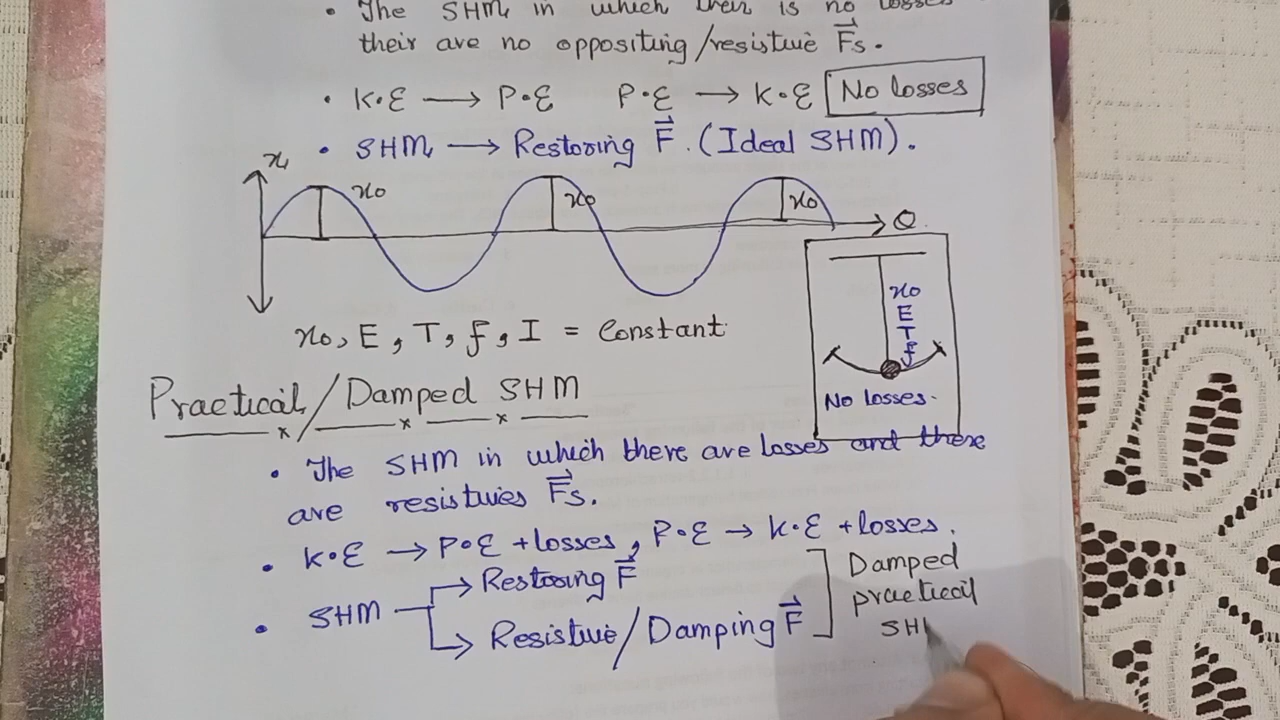 • The SHM in which their is no losses
their are no oppositing/resistive F⃗s.
• K.E → P.E P.E → K.E No losses
• SHM → Restoring F⃗. (Ideal SHM).
x
x₀ x₀ x₀
θ
x₀
E
T
f
No losses.
x₀, E, T, f, I = Constant
Practical/Damped SHM
• The SHM in which there are losses and there
are resistives F⃗s.
• K.E → P.E + losses, P.E → K.E + losses.
• SHM → Restoring F⃗
→ Resistive/Damping F⃗
Damped
practical
SH